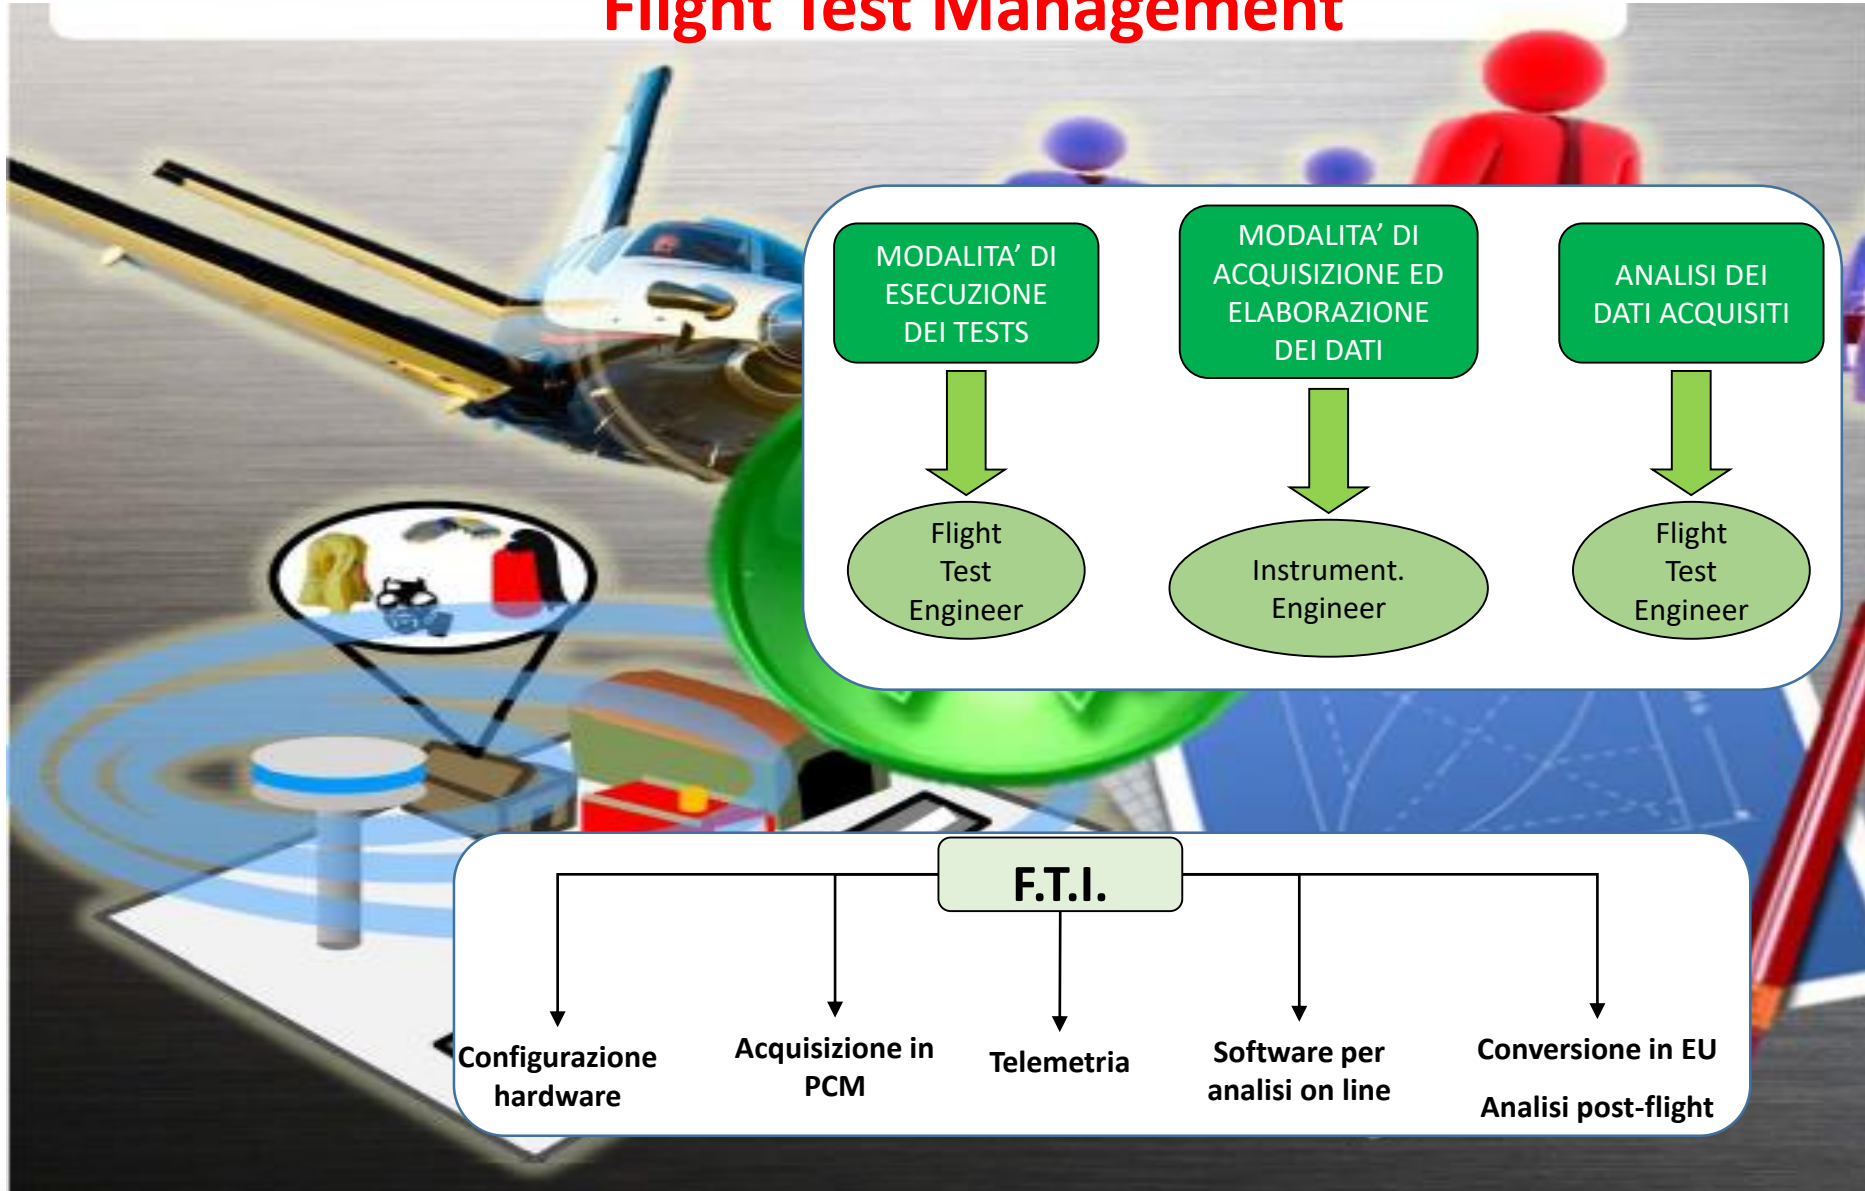 Flight Test Management
MODALITA’ DI
ESECUZIONE
DEI TESTS
MODALITA’ DI
ACQUISIZIONE ED
ELABORAZIONE
DEI DATI
ANALISI DEI
DATI ACQUISITI
Flight
Test
Engineer
Instrument.
Engineer
Flight
Test
Engineer
F.T.I.
Configurazione
hardware
Acquisizione in
PCM
Telemetria
Software per
analisi on line
Conversione in EU
Analisi post-flight